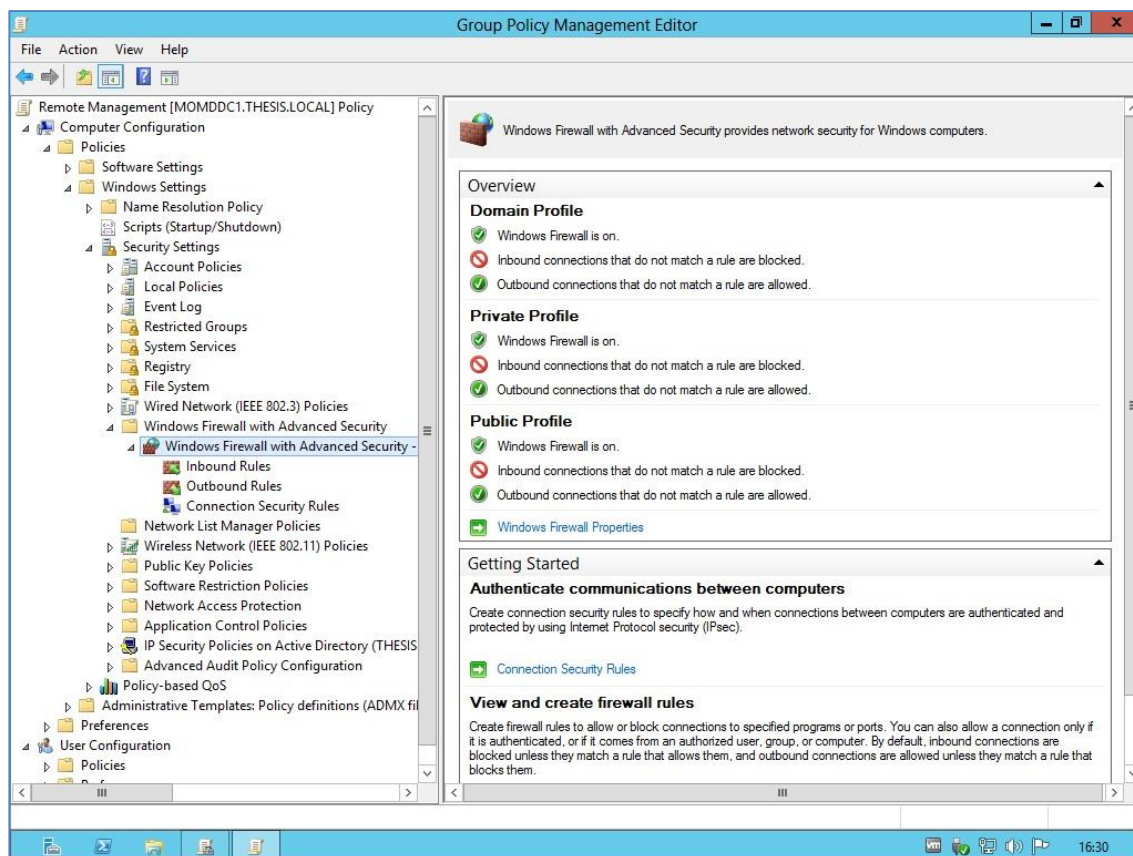 Group Policy Management Editor
File Action View Help
Remote Management [MOMDDC1.THESIS.LOCAL] Policy
Computer Configuration
Policies
Software Settings
Windows Settings
Name Resolution Policy
Scripts (Startup/Shutdown)
Security Settings
Account Policies
Local Policies
Event Log
Restricted Groups
System Services
Registry
File System
Wired Network (IEEE 802.3) Policies
Windows Firewall with Advanced Security
Windows Firewall with Advanced Security -
Inbound Rules
Outbound Rules
Connection Security Rules
Network List Manager Policies
Wireless Network (IEEE 802.11) Policies
Public Key Policies
Software Restriction Policies
Network Access Protection
Application Control Policies
IP Security Policies on Active Directory (THESIS
Advanced Audit Policy Configuration
Policy-based QoS
Administrative Templates: Policy definitions (ADMX fil
Preferences
User Configuration
Policies
Windows Firewall with Advanced Security provides network security for Windows computers.
Overview
Domain Profile
Windows Firewall is on.
Inbound connections that do not match a rule are blocked.
Outbound connections that do not match a rule are allowed.
Private Profile
Windows Firewall is on.
Inbound connections that do not match a rule are blocked.
Outbound connections that do not match a rule are allowed.
Public Profile
Windows Firewall is on.
Inbound connections that do not match a rule are blocked.
Outbound connections that do not match a rule are allowed.
Windows Firewall Properties
Getting Started
Authenticate communications between computers
Create connection security rules to specify how and when connections between computers are authenticated and
protected by using Internet Protocol security (IPsec).
Connection Security Rules
View and create firewall rules
Create firewall rules to allow or block connections to specified programs or ports. You can also allow a connection only if
it is authenticated, or if it comes from an authorized user, group, or computer. By default, inbound connections are
blocked unless they match a rule that allows them, and outbound connections are allowed unless they match a rule that
blocks them.
16:30